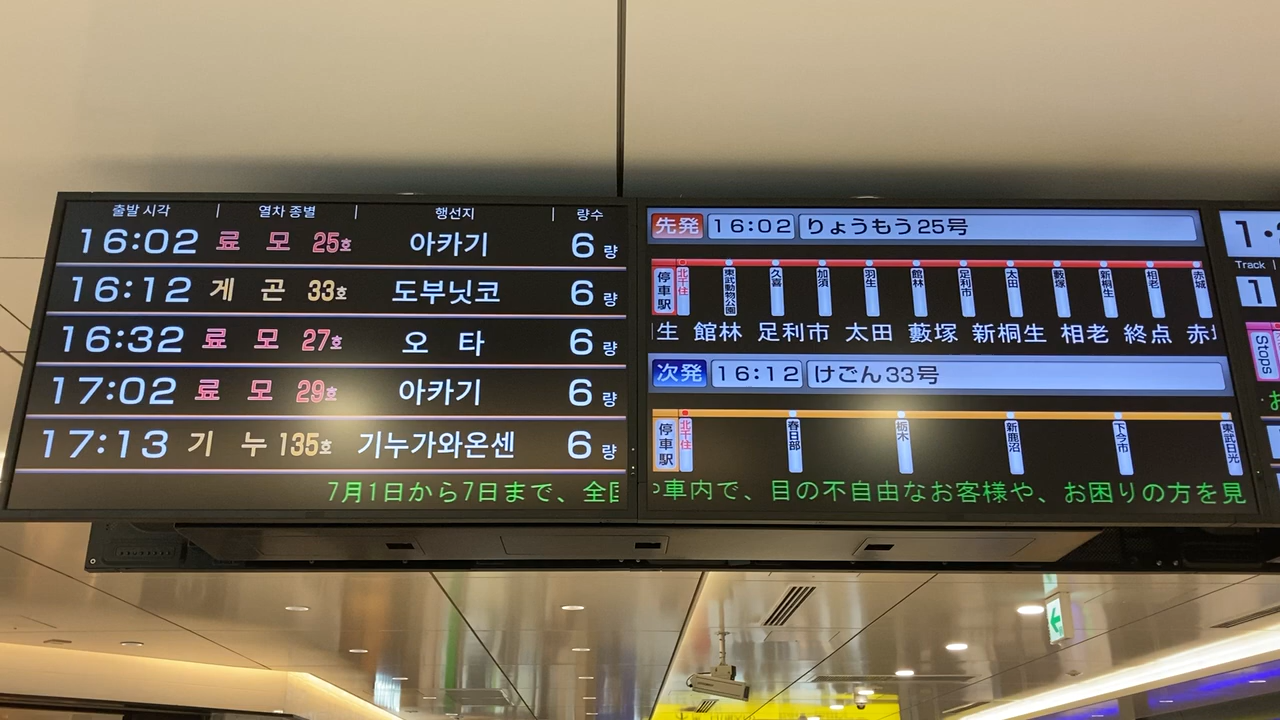 출발 시각 | 열차 종별 | 행선지 | 량수
16:02 료 모 25호 아카기 6 량
16:12 게 곤 33호 도부닛코 6 량
16:32 료 모 27호 오 타 6 량
17:02 료 모 29호 아카기 6 량
17:13 기 누 135호 기누가와온센 6 량
7月1日から7日まで、全国
先発 16:02 りょうもう25号
停車駅 北千住 東武動物公園 久喜 加須 羽生 館林 足利市 太田 藪塚 新桐生 相老 赤城
生 館林 足利市 太田 藪塚 新桐生 相老 終点 赤
次発 16:12 けごん33号
停車駅 北千住 春日部 栃木 新鹿沼 下今市 東武日光
車内で、目の不自由なお客様や、お困りの方を見
1
Track
1
Stops